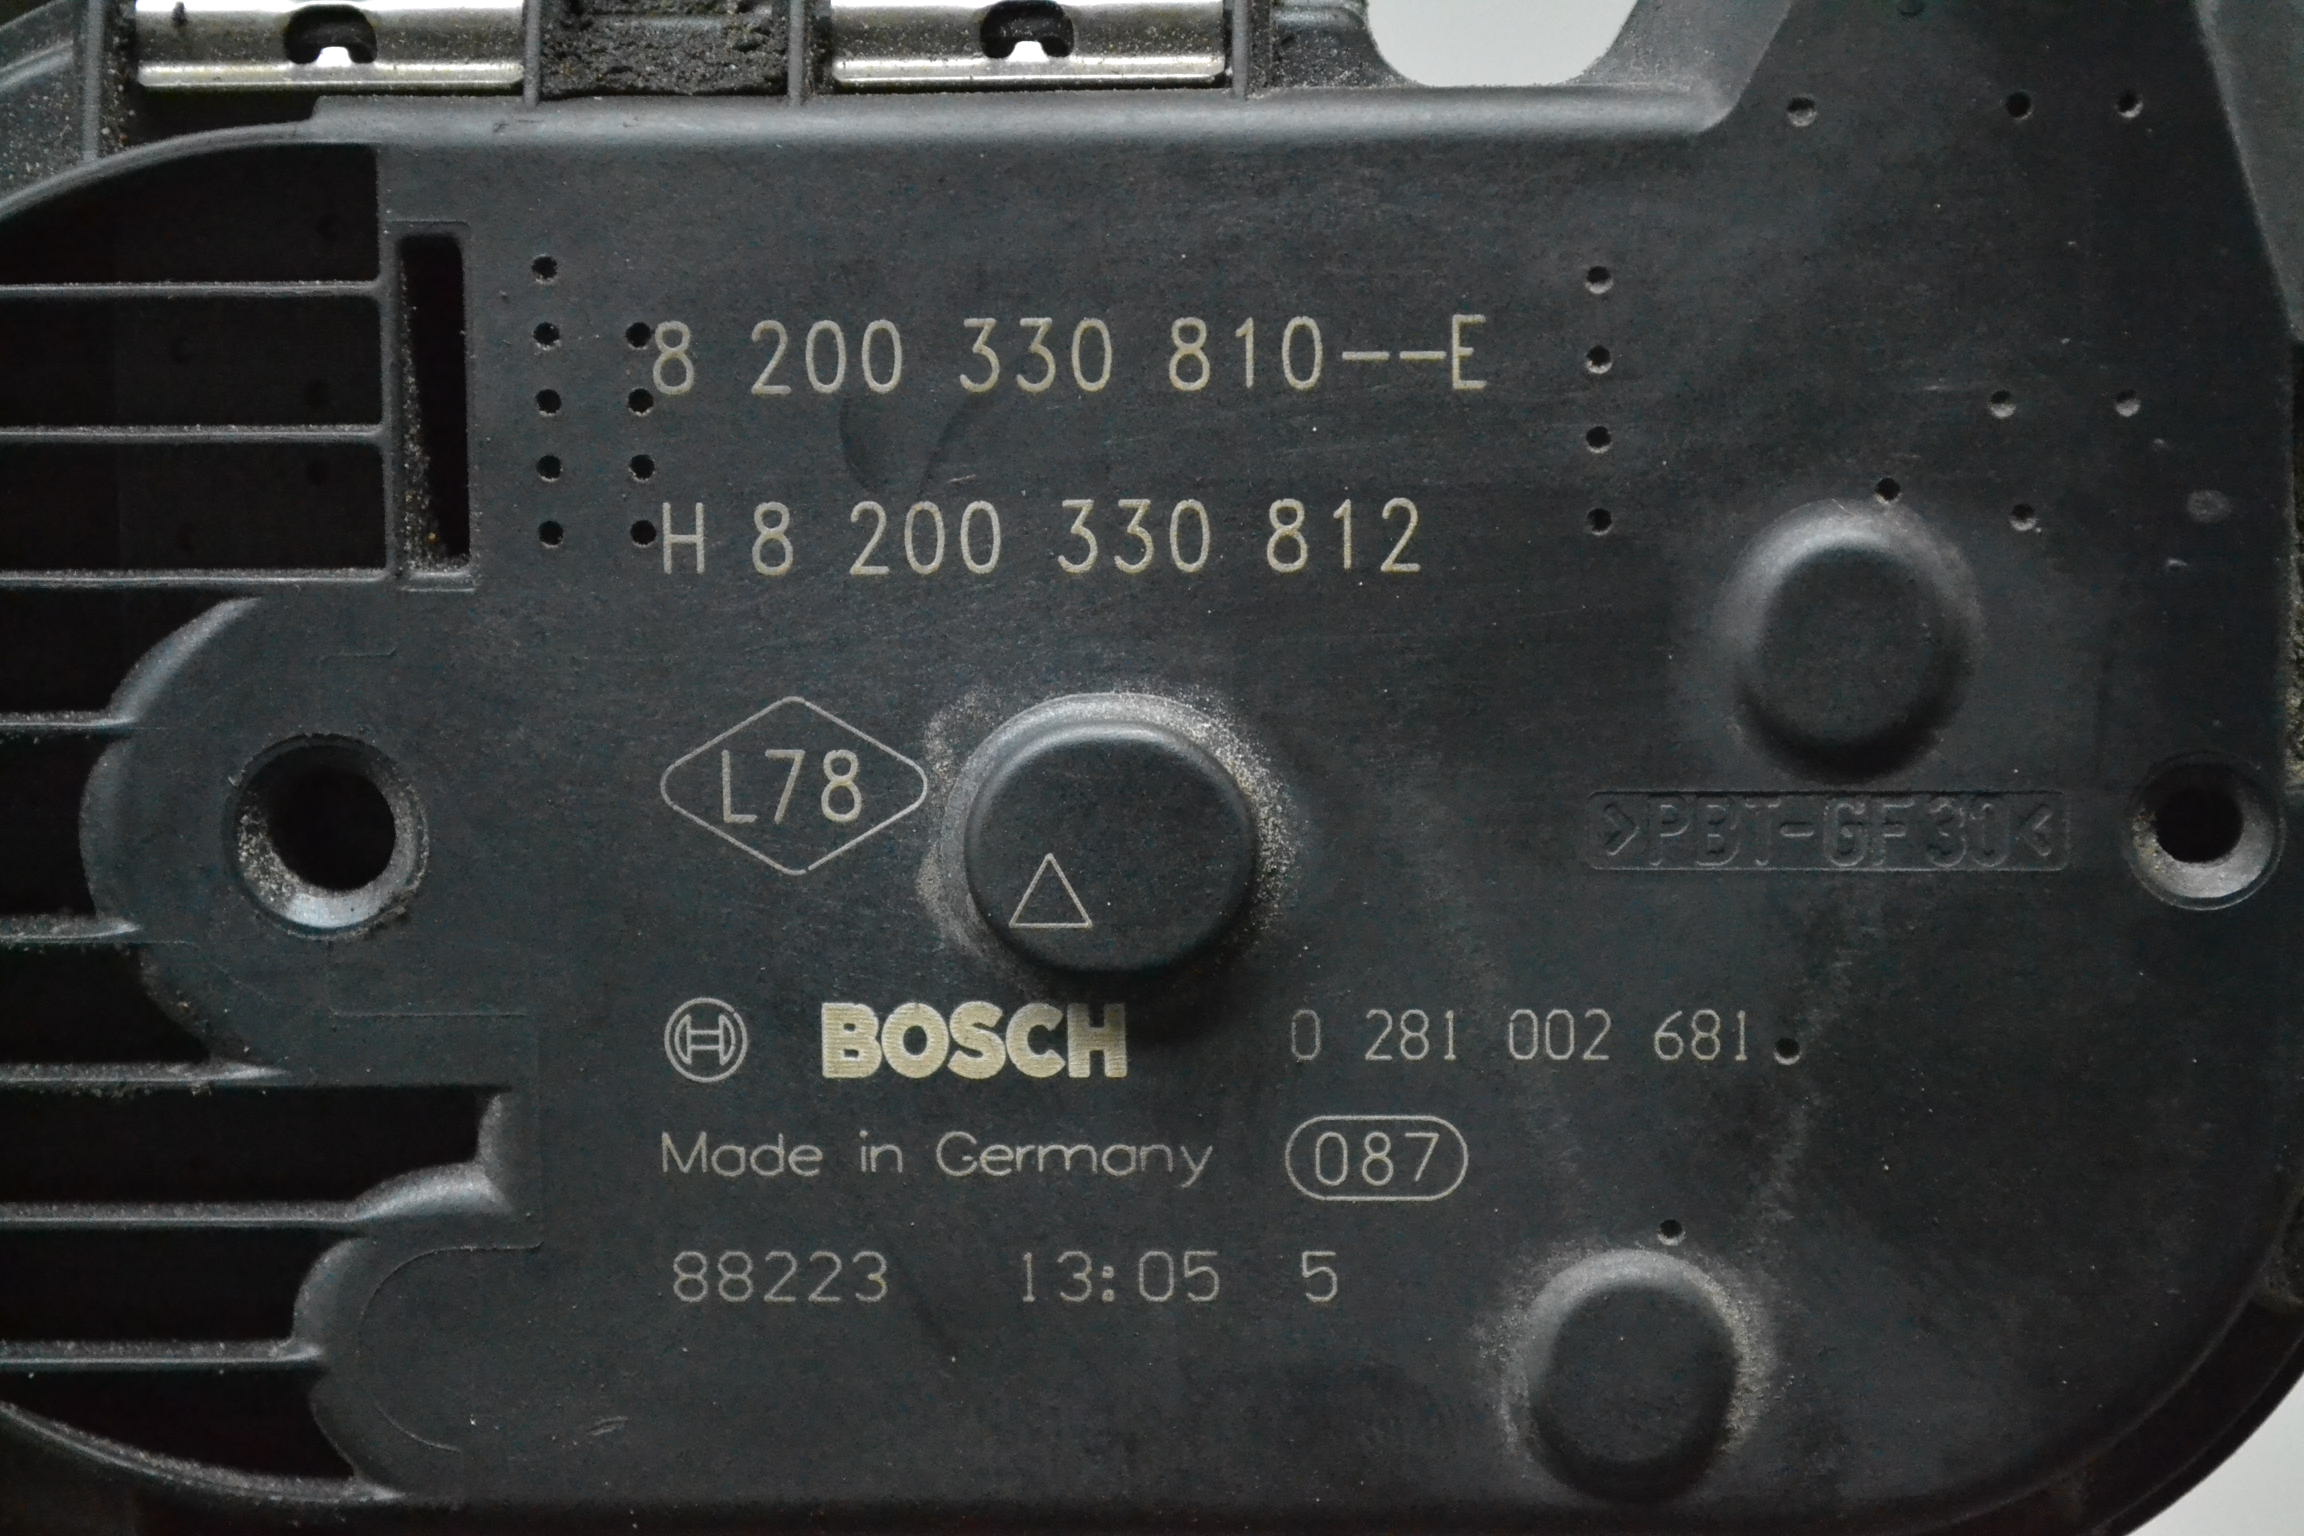 8 200 330 810--E
H 8 200 330 812
L78
>PBT-GF30<
BOSCH 0 281 002 681
Made in Germany 087
88223 13:05 5